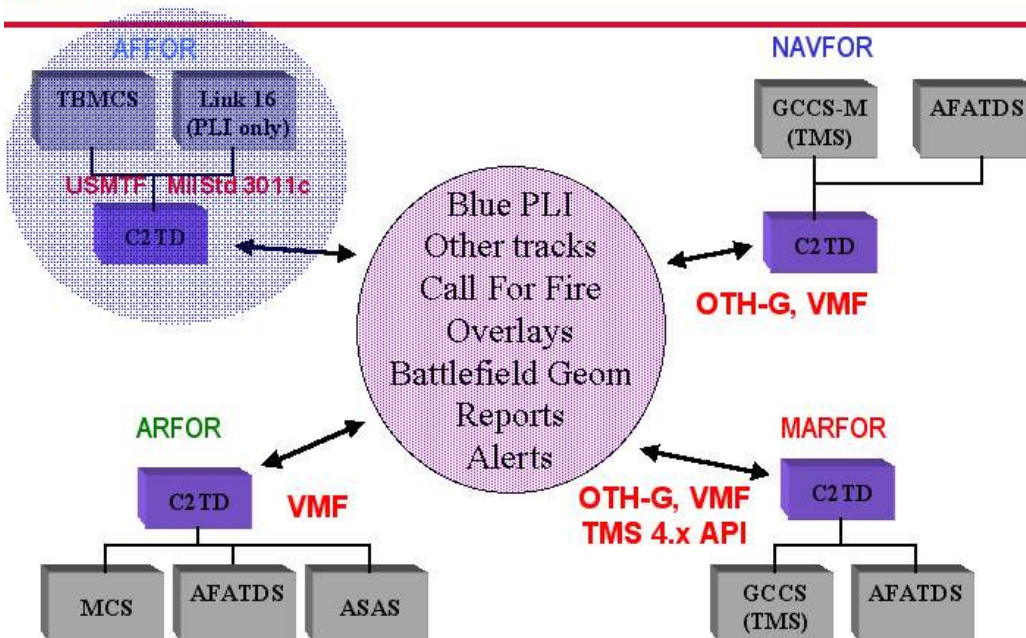 AFFOR
TBMCS
Link 16
(PLI only)
USMTF MilStd 3011c
C2TD
NAVFOR
GCCS-M
(TMS)
AFATDS
C2TD
OTH-G, VMF
Blue PLI
Other tracks
Call For Fire
Overlays
Battlefield Geom
Reports
Alerts
ARFOR
C2TD
VMF
MCS
AFATDS
ASAS
MARFOR
C2TD
OTH-G, VMF
TMS 4.x API
GCCS
(TMS)
AFATDS